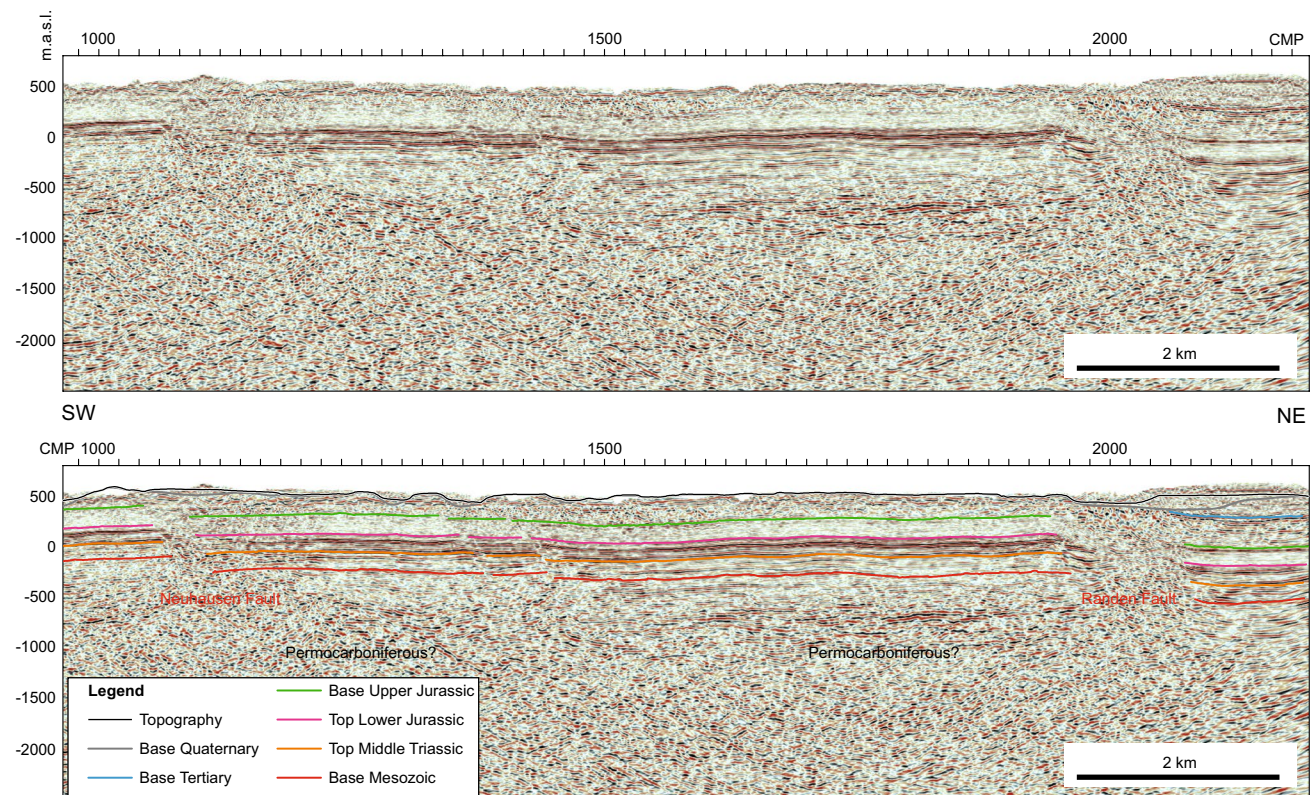 m.a.s.l.
1000 1500 2000 CMP
500
0
-500
-1000
-1500
-2000
2 km
SW NE
CMP 1000 1500 2000
500
0
-500
-1000
-1500
-2000
Neuhausen Fault Randen Fault
Permocarboniferous? Permocarboniferous?
Legend
Topography
Base Quaternary
Base Tertiary
Base Upper Jurassic
Top Lower Jurassic
Top Middle Triassic
Base Mesozoic
2 km